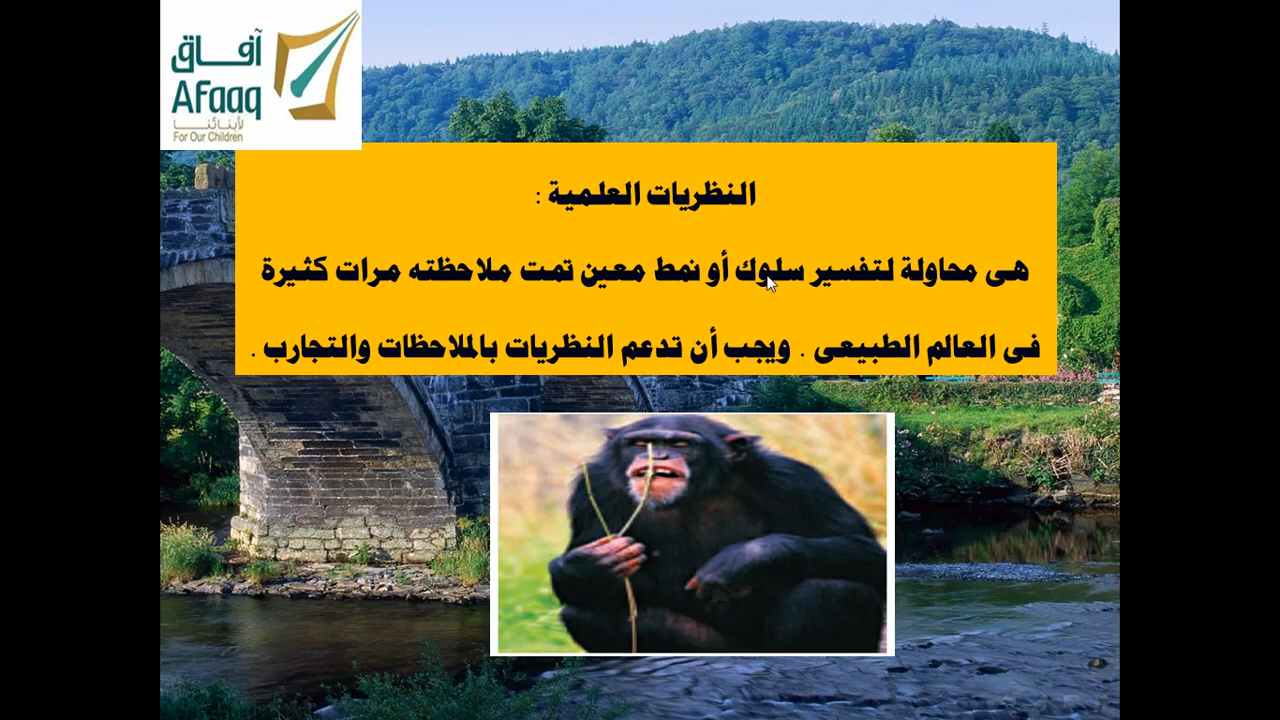 آفاق
AFaaq
لأبنائنا
For Our Children
النظريات العلمية :
هى محاولة لتفسير سلوك أو نمط معين تمت ملاحظته مرات كثيرة
فى العالم الطبيعى . ويجب أن تدعم النظريات بالملاحظات والتجارب .